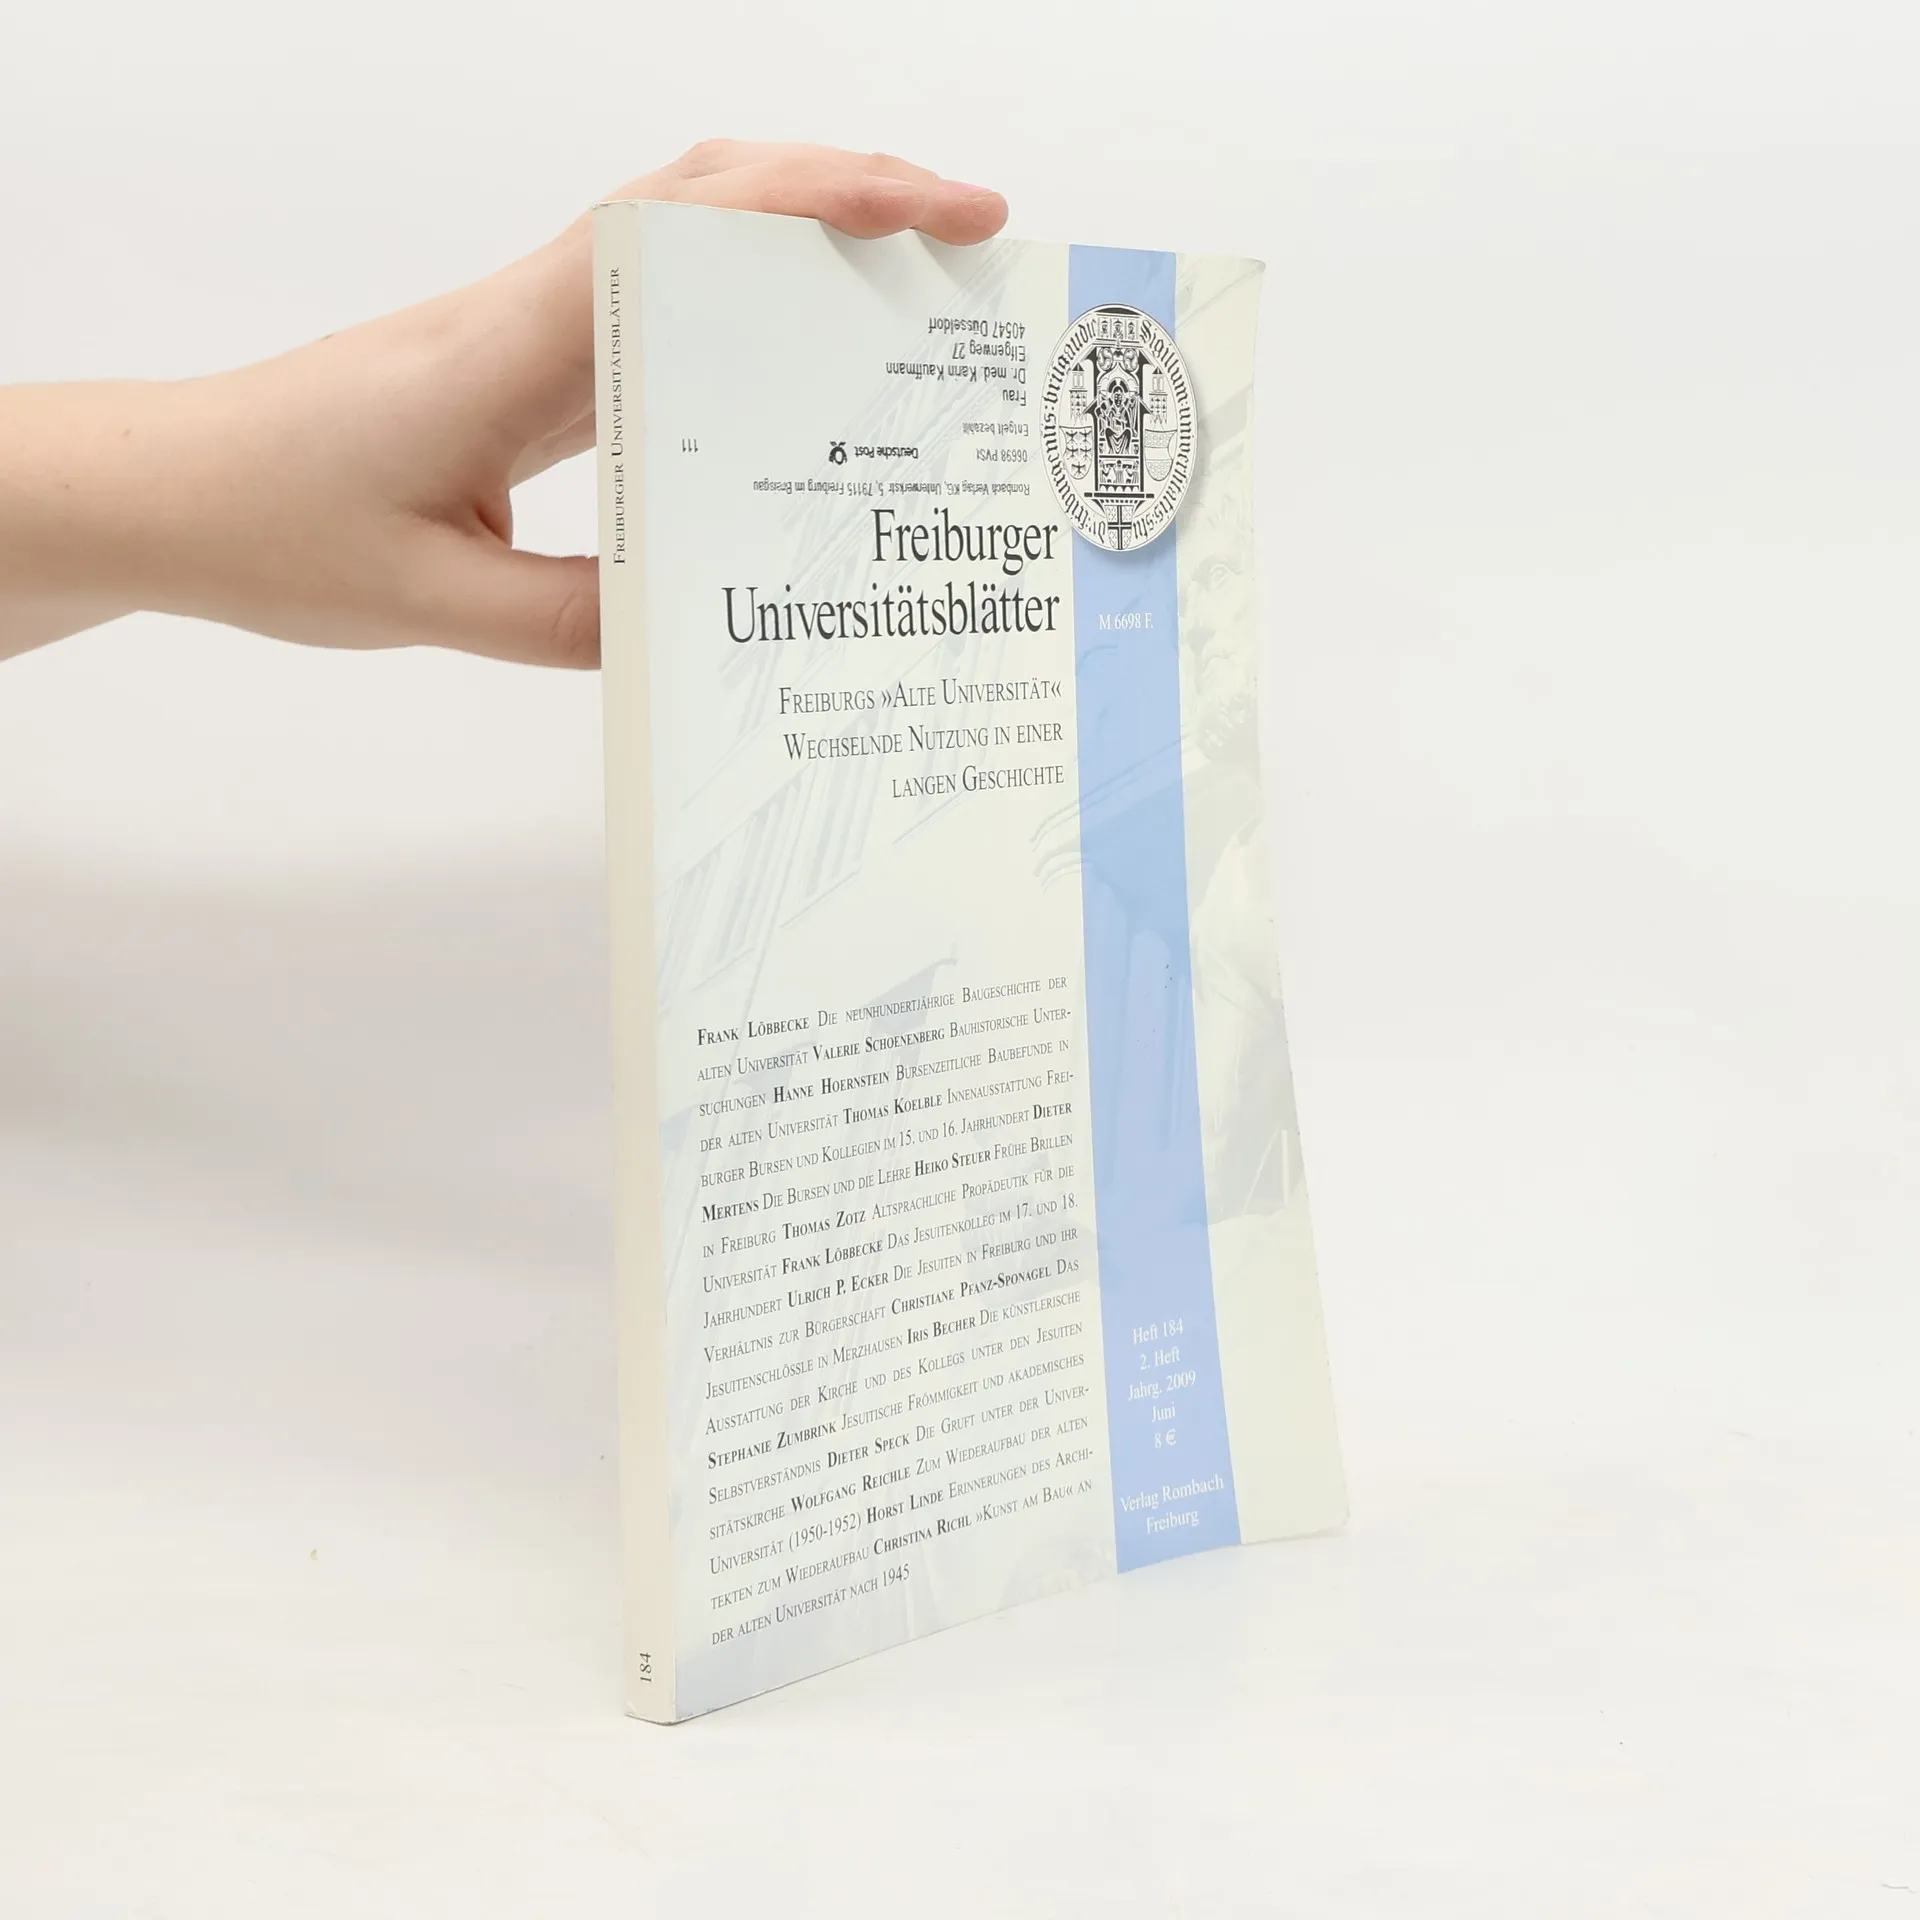 FREIBURGER UNIVERSITÄTSBLÄTTER
184
Rombach Verlag KG, Unterwerkstr. 5, 79115 Freiburg im Breisgau
06698 PVSt Deutsche Post
Entgelt bezahlt
111
Frau
Dr. med. Karin Kauffmann
Elfgenweg 27
40547 Düsseldorf
Freiburger
Universitätsblätter
M 6698 F.
FREIBURGS »ALTE UNIVERSITÄT«
WECHSELNDE NUTZUNG IN EINER
LANGEN GESCHICHTE
FRANK LÖBBECKE DIE NEUNHUNDERTJÄHRIGE BAUGESCHICHTE DER
ALTEN UNIVERSITÄT VALERIE SCHOENENBERG BAUHISTORISCHE UNTER-
SUCHUNGEN HANNE HOERNSTEIN BURSENZEITLICHE BAUBEFUNDE IN
DER ALTEN UNIVERSITÄT THOMAS KOELBLE INNENAUSSTATTUNG FREI-
BURGER BURSEN UND KOLLEGIEN IM 15. UND 16. JAHRHUNDERT DIETER
MERTENS DIE BURSEN UND DIE LEHRE HEIKO STEUER FRÜHE BRILLEN
IN FREIBURG THOMAS ZOTZ ALTSPRACHLICHE PROPÄDEUTIK FÜR DIE
UNIVERSITÄT FRANK LÖBBECKE DAS JESUITENKOLLEG IM 17. UND 18.
JAHRHUNDERT ULRICH P. ECKER DIE JESUITEN IN FREIBURG UND IHR
VERHÄLTNIS ZUR BÜRGERSCHAFT CHRISTIANE PFANZ-SPONAGEL DAS
JESUITENSCHLÖSSLE IN MERZHAUSEN IRIS BECHER DIE KÜNSTLERISCHE
AUSSTATTUNG DER KIRCHE UND DES KOLLEGS UNTER DEN JESUITEN
STEPHANIE ZUMBRINK JESUITISCHE FRÖMMIGKEIT UND AKADEMISCHES
SELBSTVERSTÄNDNIS DIETER SPECK DIE GRUFT UNTER DER UNIVER-
SITÄTSKIRCHE WOLFGANG REICHLE ZUM WIEDERAUFBAU DER ALTEN
UNIVERSITÄT (1950-1952) HORST LINDE ERINNERUNGEN DES ARCHI-
TEKTEN ZUM WIEDERAUFBAU CHRISTINA RICHL »KUNST AM BAU« AN
DER ALTEN UNIVERSITÄT NACH 1945
Heft 184
2. Heft
Jahrg. 2009
Juni
8 €
Verlag Rombach
Freiburg